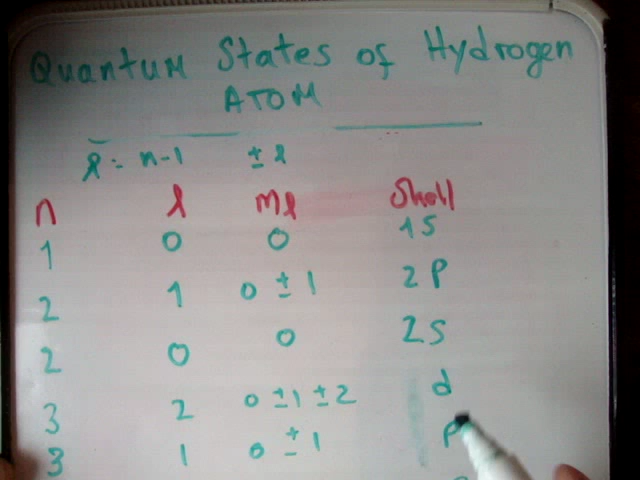 Quantum States of Hydrogen
ATOM
l = n-1 ± l
n l ml Shell
1 0 0 1s
2 1 0 ± 1 2P
2 0 0 2s
3 2 0 ±1 ±2 d
3 1 0 ± 1 p